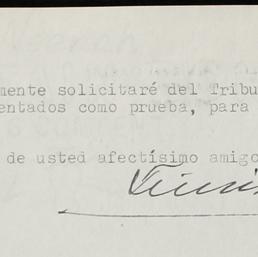 mente solicitaré del Tribu
entados como prueba, para
de usted afectísimo amigo